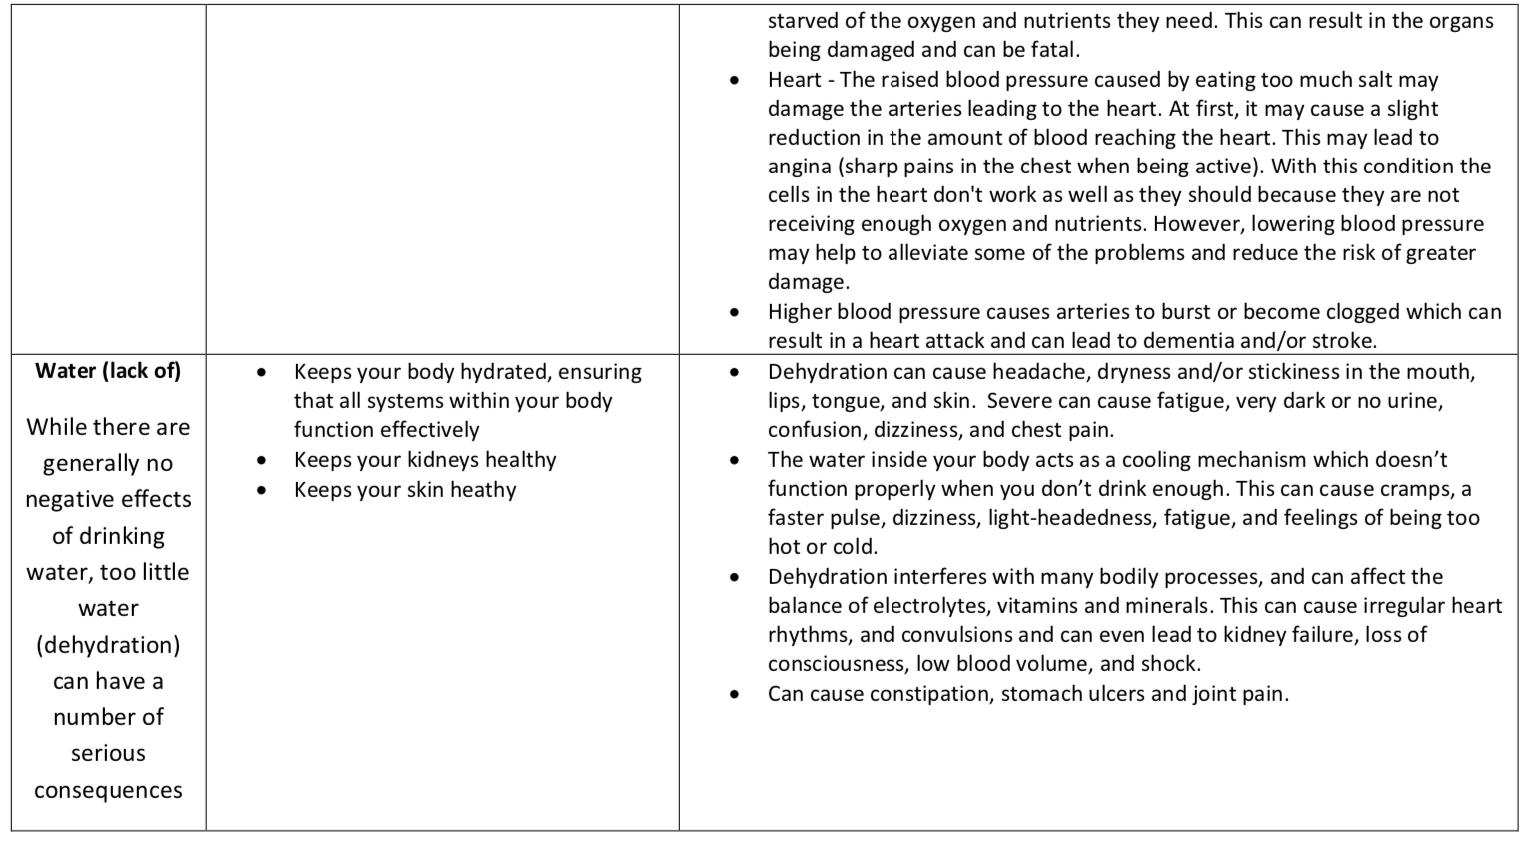 starved of the oxygen and nutrients they need. This can result in the organs
being damaged and can be fatal.
• Heart - The raised blood pressure caused by eating too much salt may
damage the arteries leading to the heart. At first, it may cause a slight
reduction in the amount of blood reaching the heart. This may lead to
angina (sharp pains in the chest when being active). With this condition the
cells in the heart don't work as well as they should because they are not
receiving enough oxygen and nutrients. However, lowering blood pressure
may help to alleviate some of the problems and reduce the risk of greater
damage.
• Higher blood pressure causes arteries to burst or become clogged which can
result in a heart attack and can lead to dementia and/or stroke.
Water (lack of)
While there are
generally no
negative effects
of drinking
water, too little
water
(dehydration)
can have a
number of
serious
consequences
• Keeps your body hydrated, ensuring
that all systems within your body
function effectively
• Keeps your kidneys healthy
• Keeps your skin heathy
• Dehydration can cause headache, dryness and/or stickiness in the mouth,
lips, tongue, and skin.  Severe can cause fatigue, very dark or no urine,
confusion, dizziness, and chest pain.
• The water inside your body acts as a cooling mechanism which doesn’t
function properly when you don’t drink enough. This can cause cramps, a
faster pulse, dizziness, light-headedness, fatigue, and feelings of being too
hot or cold.
• Dehydration interferes with many bodily processes, and can affect the
balance of electrolytes, vitamins and minerals. This can cause irregular heart
rhythms, and convulsions and can even lead to kidney failure, loss of
consciousness, low blood volume, and shock.
• Can cause constipation, stomach ulcers and joint pain.